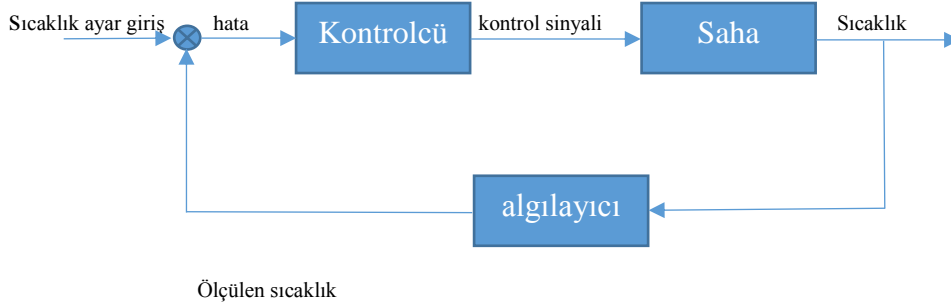 Sıcaklık ayar giriş
hata
Kontrolcü
kontrol sinyali
Saha
Sıcaklık
algılayıcı
Ölçülen sıcaklık